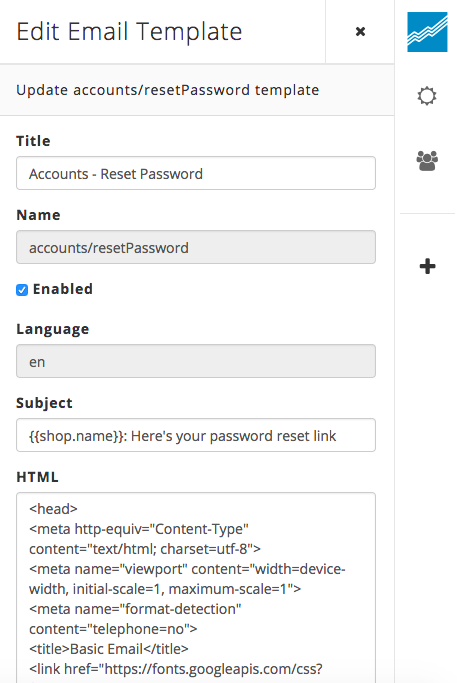 Edit Email Template
Update accounts/resetPassword template
Title
Accounts - Reset Password
Name
accounts/resetPassword
Enabled
Language
en
Subject
{{shop.name}}: Here's your password reset link
HTML
<head>
<meta http-equiv="Content-Type"
content="text/html; charset=utf-8">
<meta name="viewport" content="width=device-
width, initial-scale=1, maximum-scale=1">
<meta name="format-detection"
content="telephone=no">
<title>Basic Email</title>
<link href="https://fonts.googleapis.com/css?